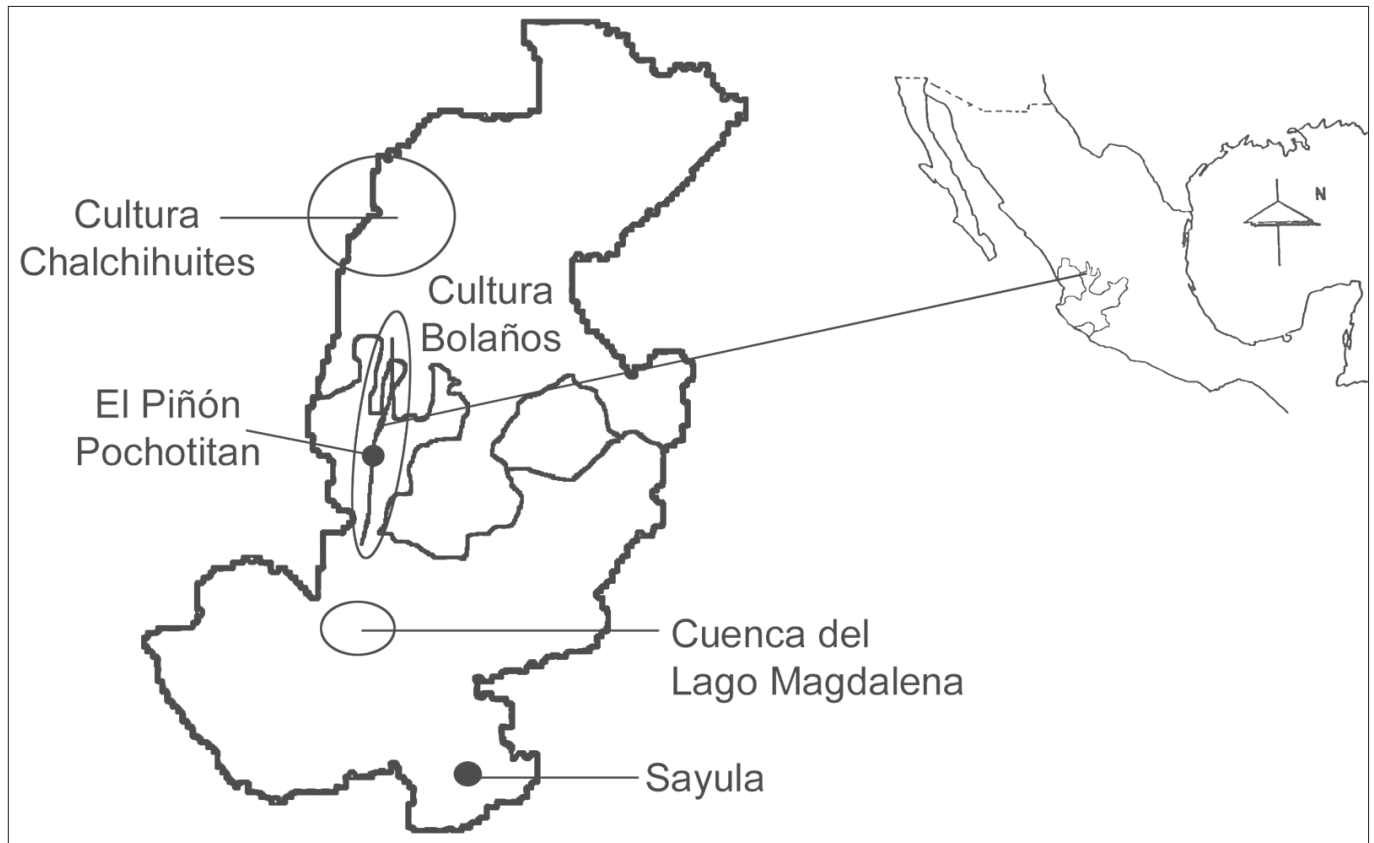 Cultura
Chalchihuites
Cultura
Bolaños
El Piñón
Pochotitan
Cuenca del
Lago Magdalena
Sayula
N